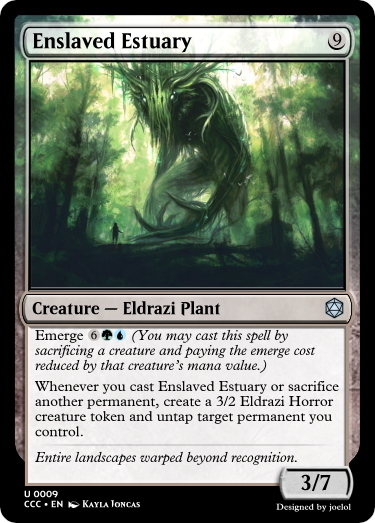 Enslaved Estuary
9
Creature — Eldrazi Plant
Emerge 6 (You may cast this spell by
sacrificing a creature and paying the emerge cost
reduced by that creature's mana value.)
Whenever you cast Enslaved Estuary or sacrifice
another permanent, create a 3/2 Eldrazi Horror
creature token and untap target permanent you
control.
Entire landscapes warped beyond recognition.
3/7
U 0009
CCC • EN Kayla Joncas
Designed by joelol